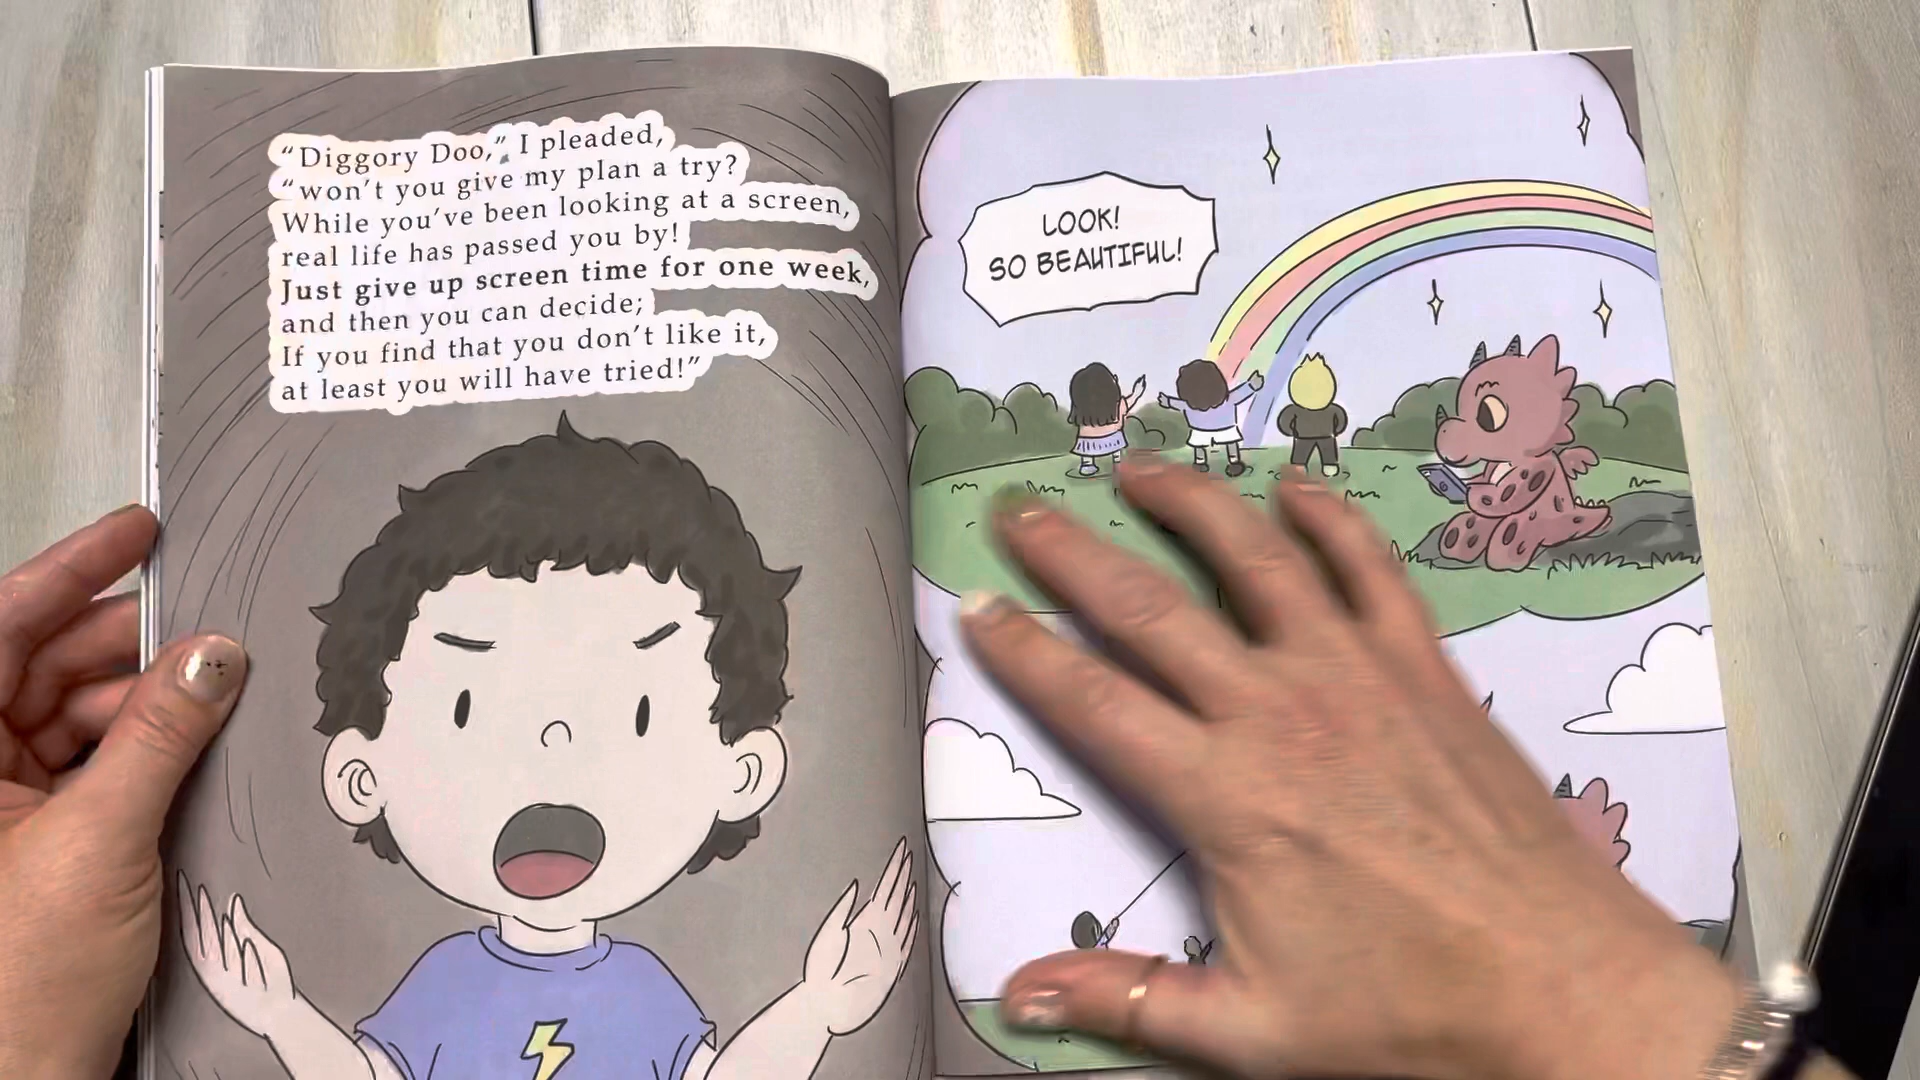 “Diggory Doo,” I pleaded,
“won’t you give my plan a try?
While you’ve been looking at a screen,
real life has passed you by!
Just give up screen time for one week,
and then you can decide;
If you find that you don’t like it,
at least you will have tried!”
LOOK!
SO BEAUTIFUL!